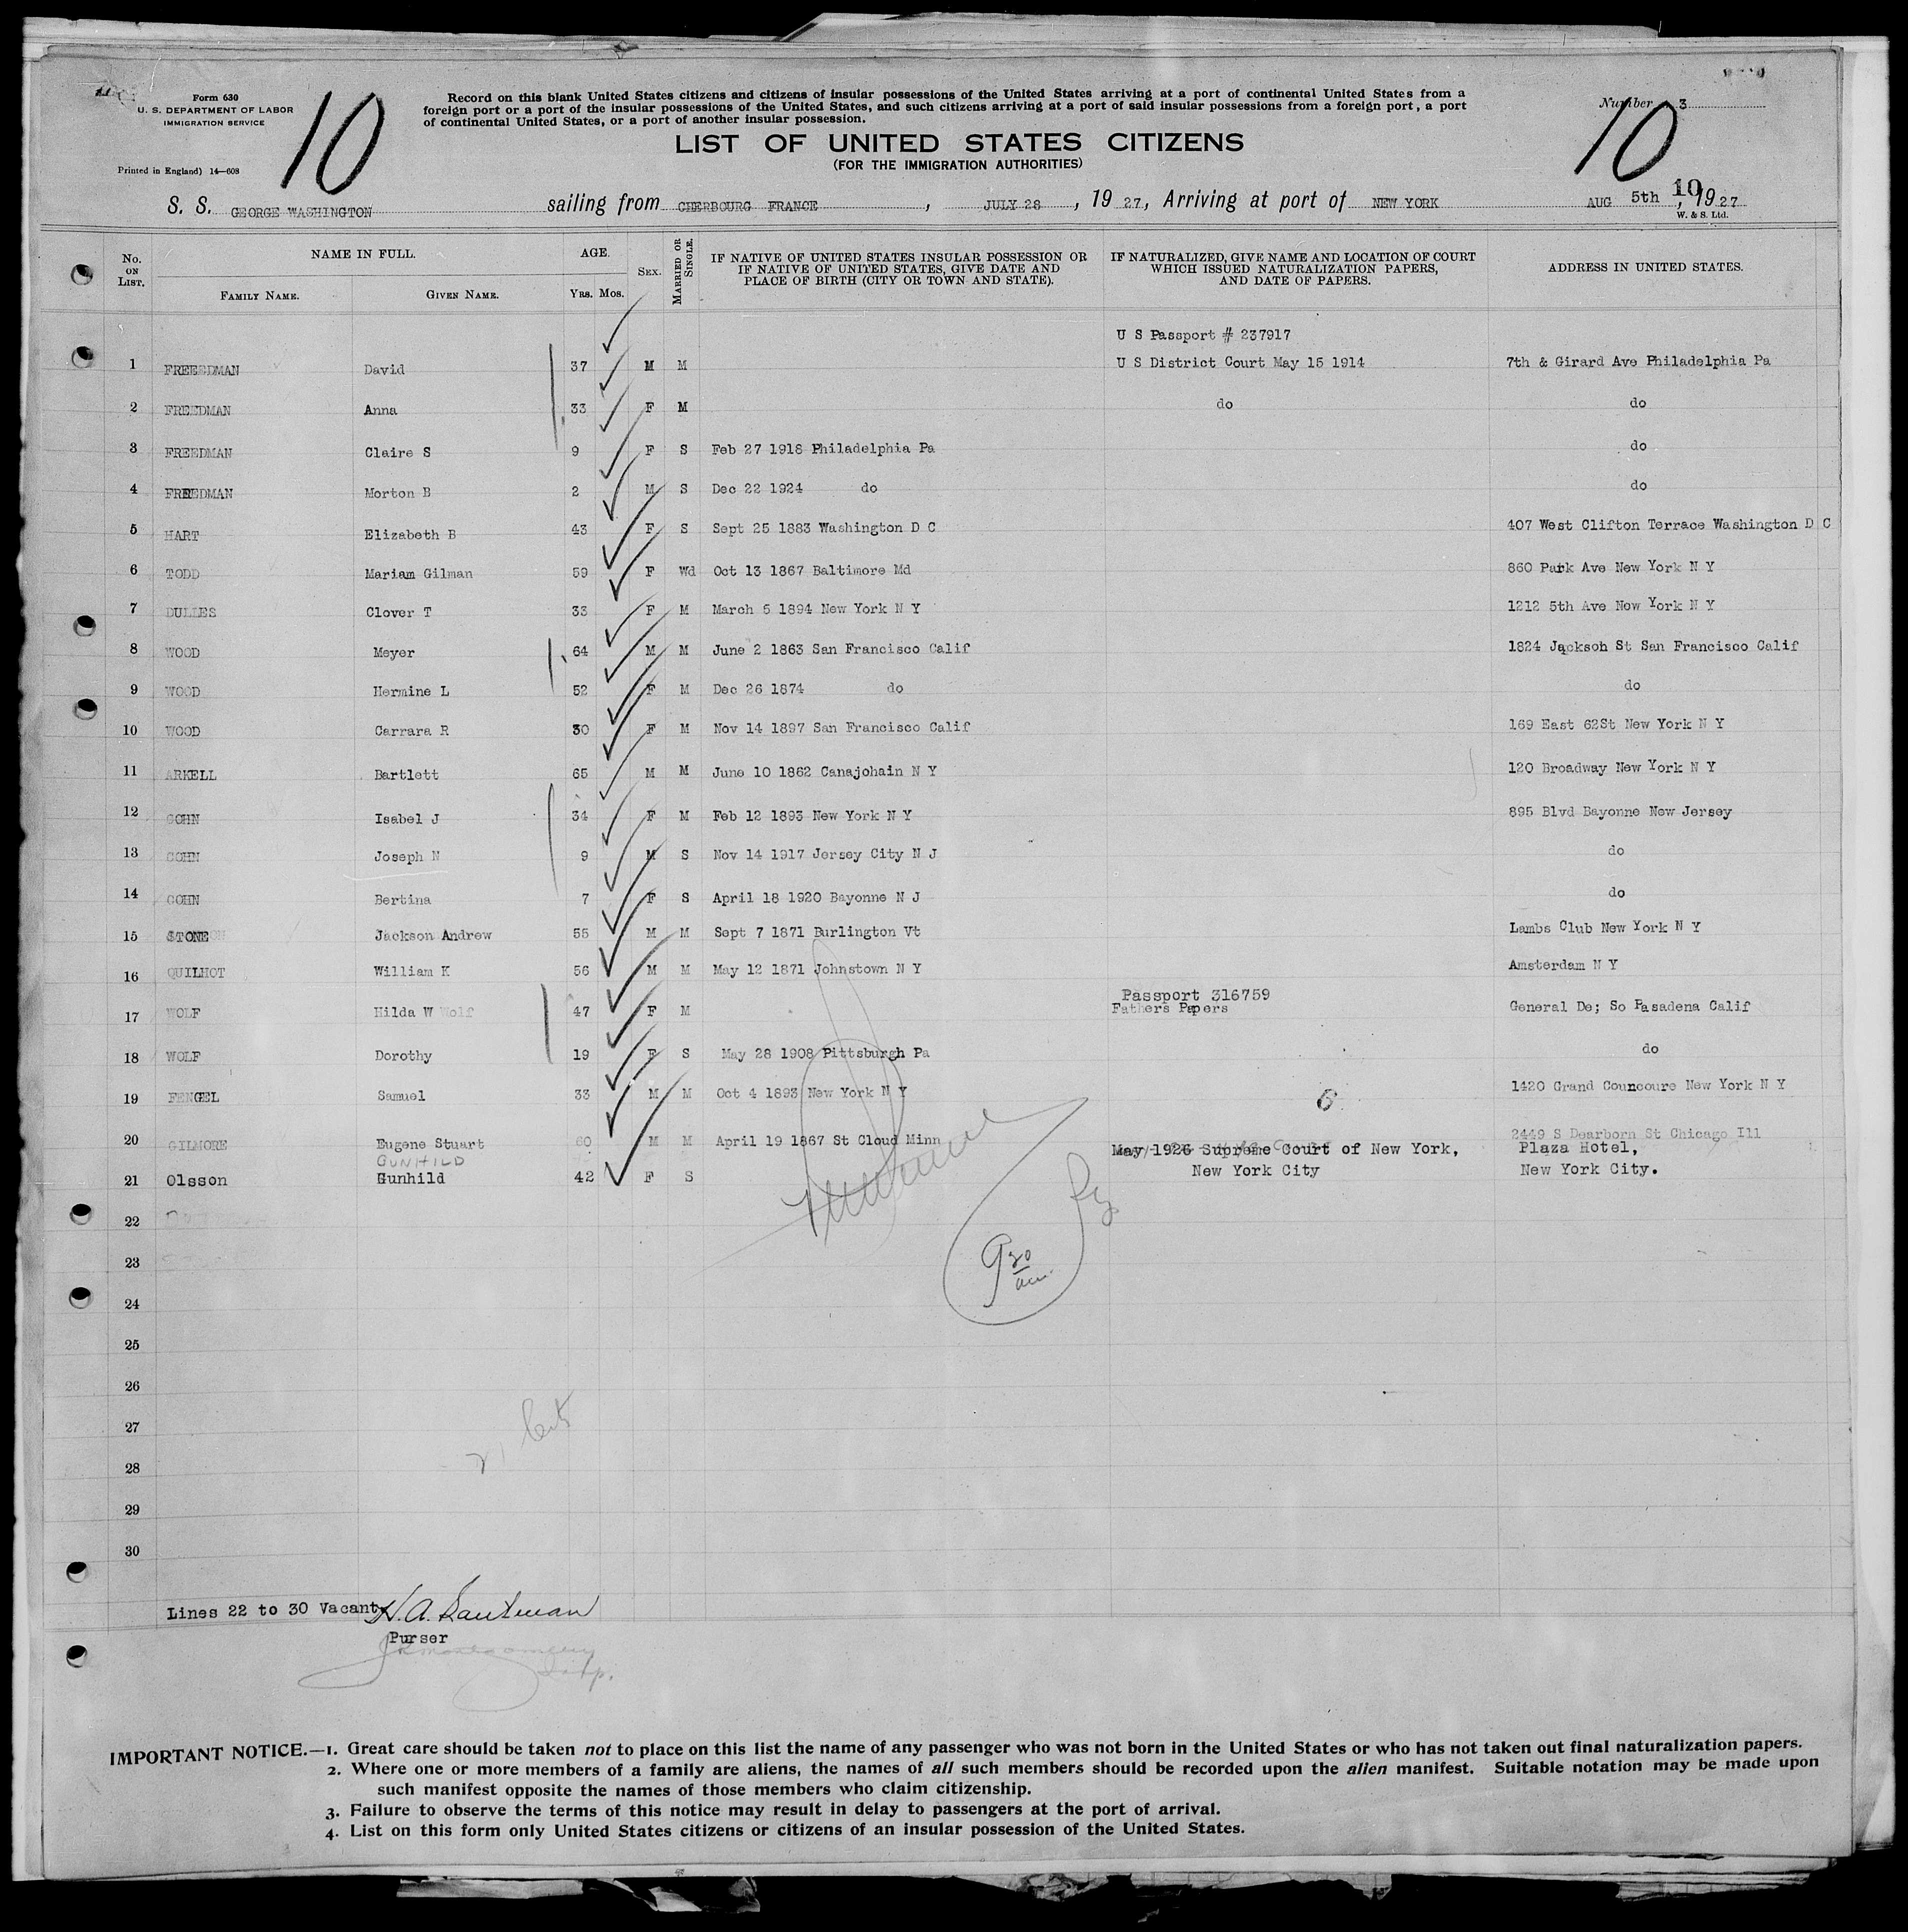 Form 630
U. S. DEPARTMENT OF LABOR
IMMIGRATION SERVICE
Printed in England) 14—608
10
Record on this blank United States citizens and citizens of insular possessions of the United States arriving at a port of continental United States from a
foreign port or a port of the insular possessions of the United States, and such citizens arriving at a port of said insular possessions from a foreign port, a port
of continental United States, or a port of another insular possession.
Number 3
10
LIST OF UNITED STATES CITIZENS
(FOR THE IMMIGRATION AUTHORITIES)
S. S. GEORGE WASHINGTON sailing from CHERBOURG FRANCE, JULY 28, 1927, Arriving at port of NEW YORK AUG 5th 10, 1927
W. & S. Ltd.
No. ON LIST. NAME IN FULL. FAMILY NAME. GIVEN NAME. AGE. YRS. MOS. SEX. MARRIED OR SINGLE. IF NATIVE OF UNITED STATES INSULAR POSSESSION OR IF NATIVE OF UNITED STATES, GIVE DATE AND PLACE OF BIRTH (CITY OR TOWN AND STATE). IF NATURALIZED, GIVE NAME AND LOCATION OF COURT WHICH ISSUED NATURALIZATION PAPERS, AND DATE OF PAPERS. ADDRESS IN UNITED STATES.
U S Passport # 237917
1 FREEDMAN David 37 M M U S District Court May 15 1914 7th & Girard Ave Philadelphia Pa
2 FREEDMAN Anna 33 F M do do
3 FREEDMAN Claire S 9 F S Feb 27 1918 Philadelphia Pa do
4 FREEDMAN Morton B 2 M S Dec 22 1924 do do
5 HART Elizabeth B 43 F S Sept 25 1883 Washington D C 407 West Clifton Terrace Washington D C
6 TODD Mariam Gilman 59 F Wd Oct 13 1867 Baltimore Md 860 Park Ave New York N Y
7 DULLES Clover T 33 F M March 5 1894 New York N Y 1212 5th Ave Now York N Y
8 WOOD Meyer 64 M M June 2 1863 San Francisco Calif 1824 Jackson St San Francisco Calif
9 WOOD Hermine L 52 F M Dec 26 1874 do do
10 WOOD Carrara R 30 F M Nov 14 1897 San Francisco Calif 169 East 62St New York N Y
11 ARKELL Bartlett 65 M M June 10 1862 Canajohain N Y 120 Broadway New York N Y
12 COHN Isabel J 34 F M Feb 12 1893 New York N Y 895 Blvd Bayonne New Jersey
13 COHN Joseph N 9 M S Nov 14 1917 Jersey City N J do
14 COHN Bertina 7 F S April 18 1920 Bayonne N J do
15 STONE Jackson Andrew 55 M M Sept 7 1871 Burlington Vt Lambs Club New York N Y
16 QUILHOT William K 56 M M May 12 1871 Johnstown N Y Amsterdam N Y
Passport 316759
17 WOLF Hilda W Wolf 47 F M Fathers Papers General De; So Pasadena Calif
18 WOLF Dorothy 19 F S May 28 1908 Pittsburgh Pa do
19 FENGEL Samuel 33 M M Oct 4 1893 New York N Y 1420 Grand Councoure New York N Y
6
20 GILMORE Eugene Stuart 60 M M April 19 1867 St Cloud Minn 2449 S Dearborn St Chicago Ill
GUNHILD May 1926 Supreme Court of New York, Plaza Hotel,
21 Olsson Gunhild 42 F S New York City New York City.
22
23
9 30 am
24
25
26
27
28
29
30
Lines 22 to 30 Vacant
Purser
IMPORTANT NOTICE.—1. Great care should be taken not to place on this list the name of any passenger who was not born in the United States or who has not taken out final naturalization papers.
2. Where one or more members of a family are aliens, the names of all such members should be recorded upon the alien manifest. Suitable notation may be made upon
such manifest opposite the names of those members who claim citizenship.
3. Failure to observe the terms of this notice may result in delay to passengers at the port of arrival.
4. List on this form only United States citizens or citizens of an insular possession of the United States.